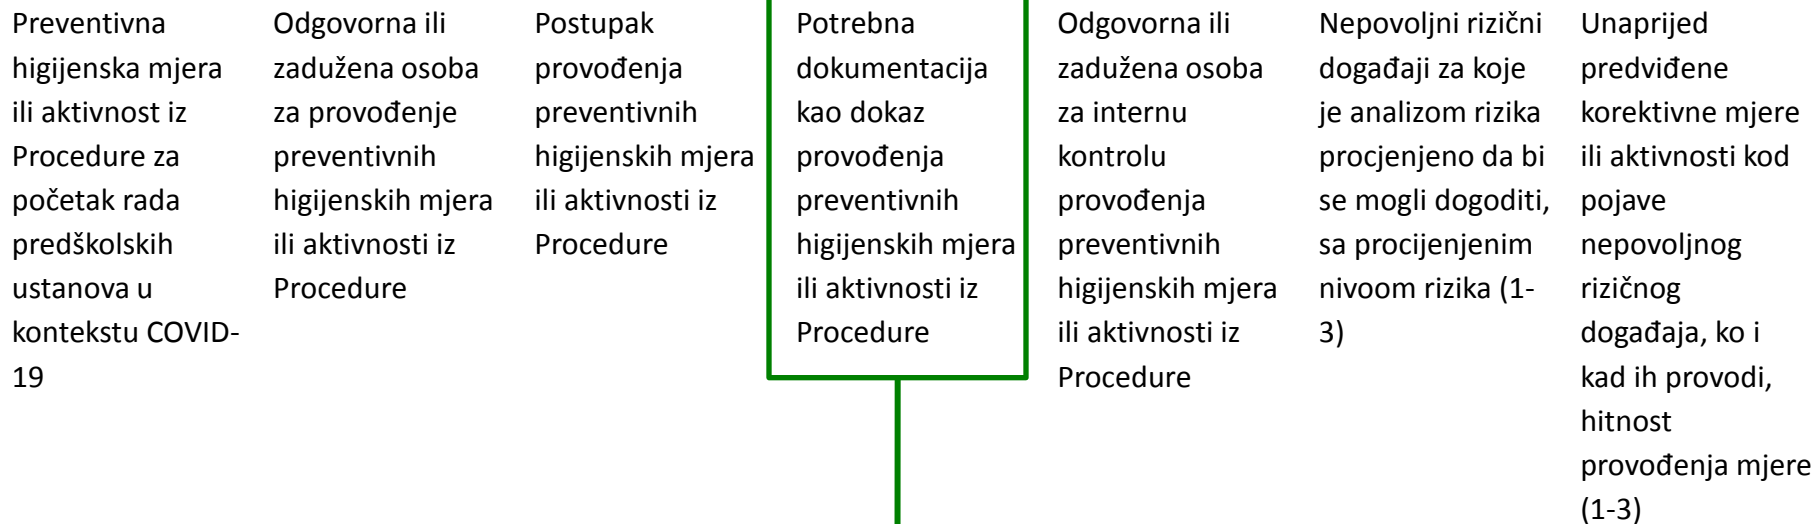 Preventivna
higijenska mjera
ili aktivnost iz
Procedure za
početak rada
predškolskih
ustanova u
kontekstu COVID-
19
Odgovorna ili
zadužena osoba
za provođenje
preventivnih
higijenskih mjera
ili aktivnosti iz
Procedure
Postupak
provođenja
preventivnih
higijenskih mjera
ili aktivnosti iz
Procedure
Potrebna
dokumentacija
kao dokaz
provođenja
preventivnih
higijenskih mjera
ili aktivnosti iz
Procedure
Odgovorna ili
zadužena osoba
za internu
kontrolu
provođenja
preventivnih
higijenskih mjera
ili aktivnosti iz
Procedure
Nepovoljni rizični
događaji za koje
je analizom rizika
procjenjeno da bi
se mogli dogoditi,
sa procijenjenim
nivoom rizika (1-
3)
Unaprijed
predviđene
korektivne mjere
ili aktivnosti kod
pojave
nepovoljnog
rizičnog
događaja, ko i
kad ih provodi,
hitnost
provođenja mjere
(1-3)